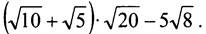 (√10 + √5) · √20 − 5√8 .